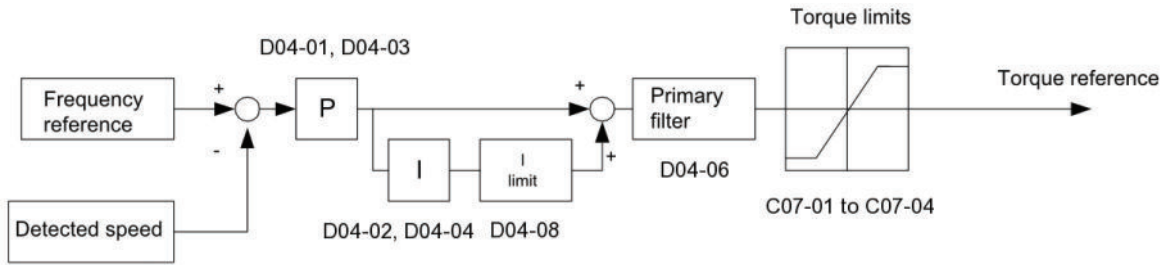 Torque limits
D04-01, D04-03
Frequency
reference
+
-
P
+
+
Primary
filter
Torque reference
I
I
limit
D04-06
Detected speed
D04-02, D04-04
D04-08
C07-01 to C07-04